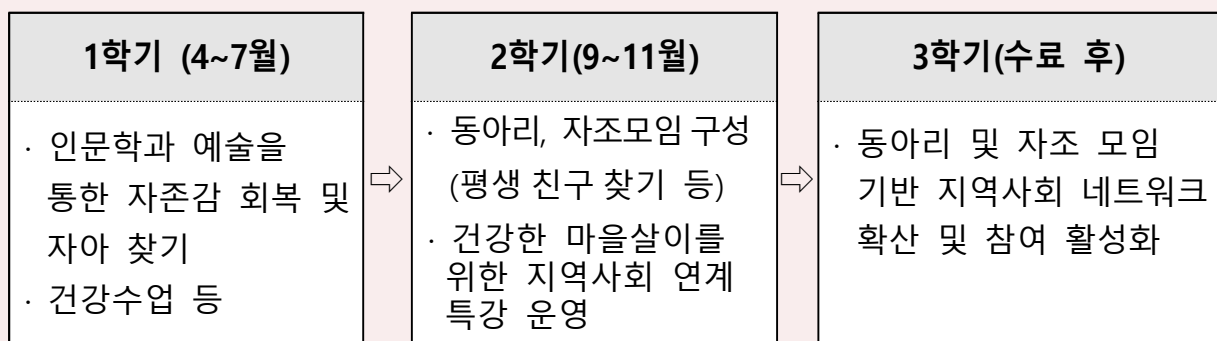 1학기 (4~7월)
· 인문학과 예술을
통한 자존감 회복 및
자아 찾기
· 건강수업 등
⇨
2학기(9~11월)
· 동아리, 자조모임 구성
(평생 친구 찾기 등)
· 건강한 마을살이를
위한 지역사회 연계
특강 운영
⇨
3학기(수료 후)
· 동아리 및 자조 모임
기반 지역사회 네트워크
확산 및 참여 활성화